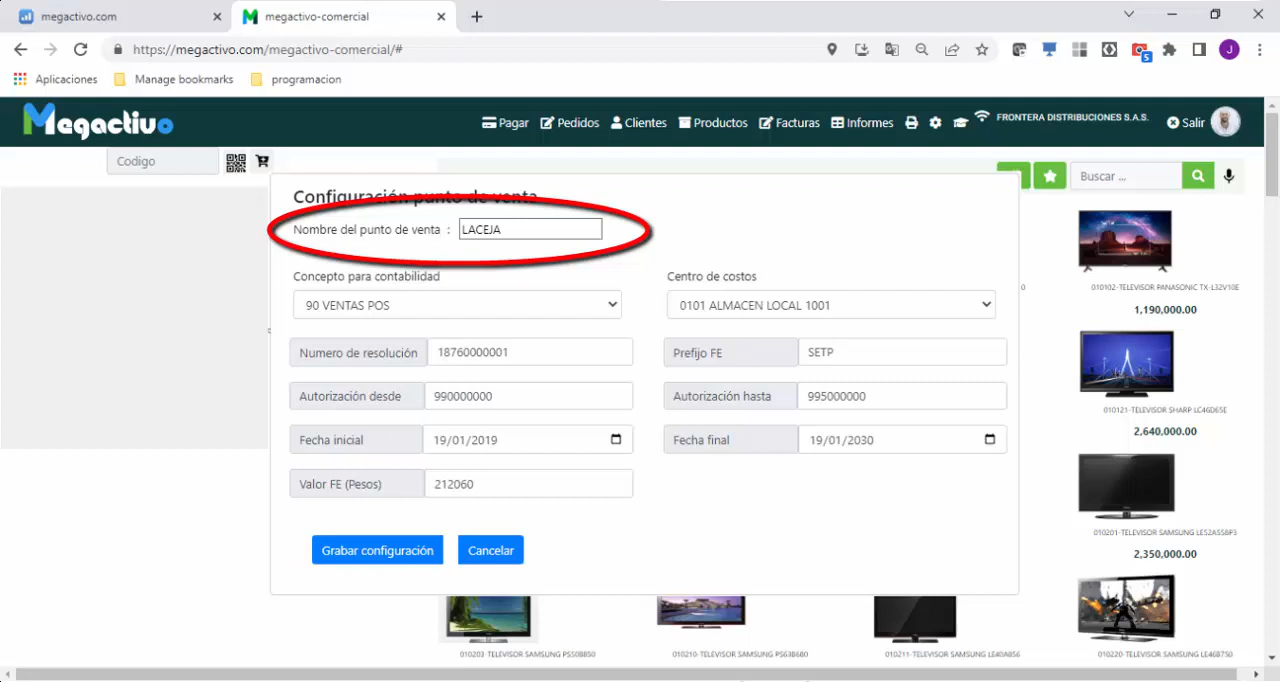 megactivo.com
megactivo-comercial
https://megactivo.com/megactivo-comercial/#
5
J
Aplicaciones
Manage bookmarks
programacion
Megactivo
Pagar
Pedidos
Clientes
Productos
Facturas
Informes
FRONTERA DISTRIBUCIONES S.A.S.
Salir
Codigo
Buscar ...
Configuración punto de venta
Nombre del punto de venta :
LACEJA
Concepto para contabilidad
Centro de costos
90 VENTAS POS
0101 ALMACEN LOCAL 1001
Numero de resolución
18760000001
Prefijo FE
SETP
Autorización desde
990000000
Autorización hasta
995000000
Fecha inicial
19/01/2019
Fecha final
19/01/2030
Valor FE (Pesos)
212060
Grabar configuración
Cancelar
0
010102-TELEVISOR PANASONIC TX-L32V10E
1,190,000.00
010121-TELEVISOR SHARP LC46D65E
2,640,000.00
010201-TELEVISOR SAMSUNG LE52A558P3
2,350,000.00
010203-TELEVISOR SAMSUNG PS50B850
010210-TELEVISOR SAMSUNG PS63B680
010211-TELEVISOR SAMSUNG LE40A856
010220-TELEVISOR SAMSUNG LE46B750